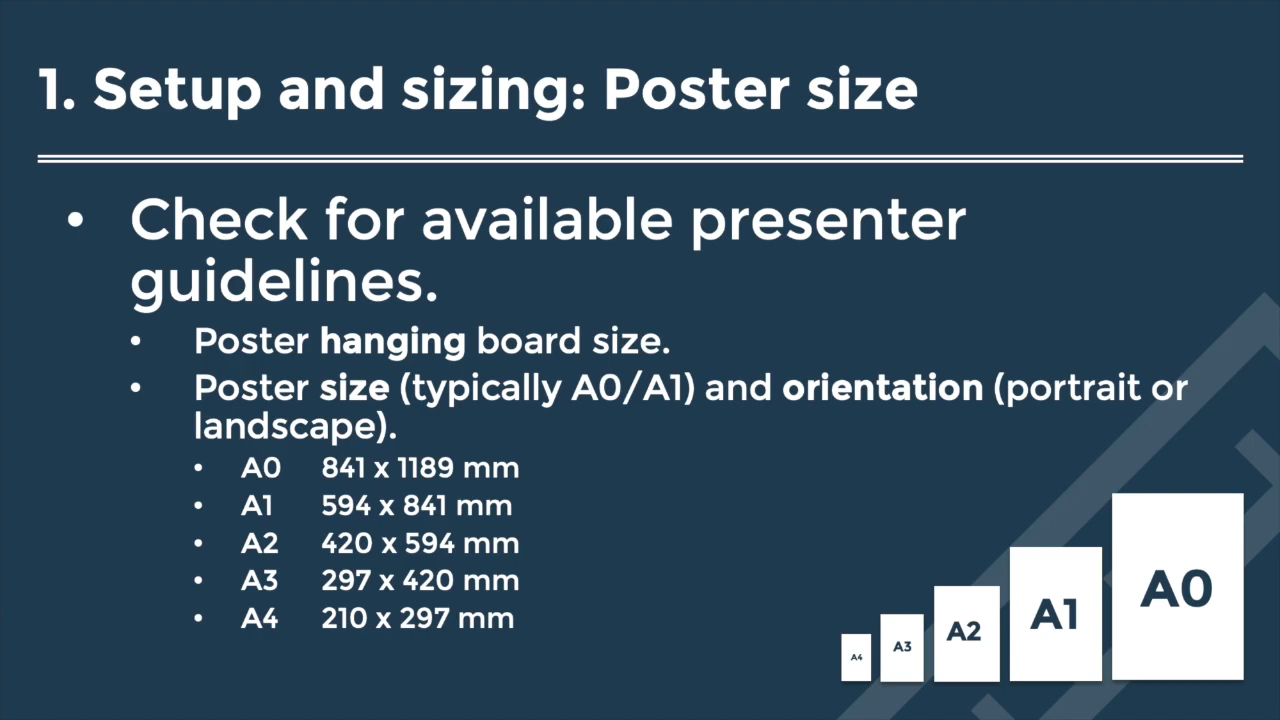 1. Setup and sizing: Poster size
• Check for available presenter
guidelines.
• Poster hanging board size.
• Poster size (typically A0/A1) and orientation (portrait or
landscape).
• A0 841 x 1189 mm
• A1 594 x 841 mm
• A2 420 x 594 mm
• A3 297 x 420 mm
• A4 210 x 297 mm
A4
A3
A2
A1
A0